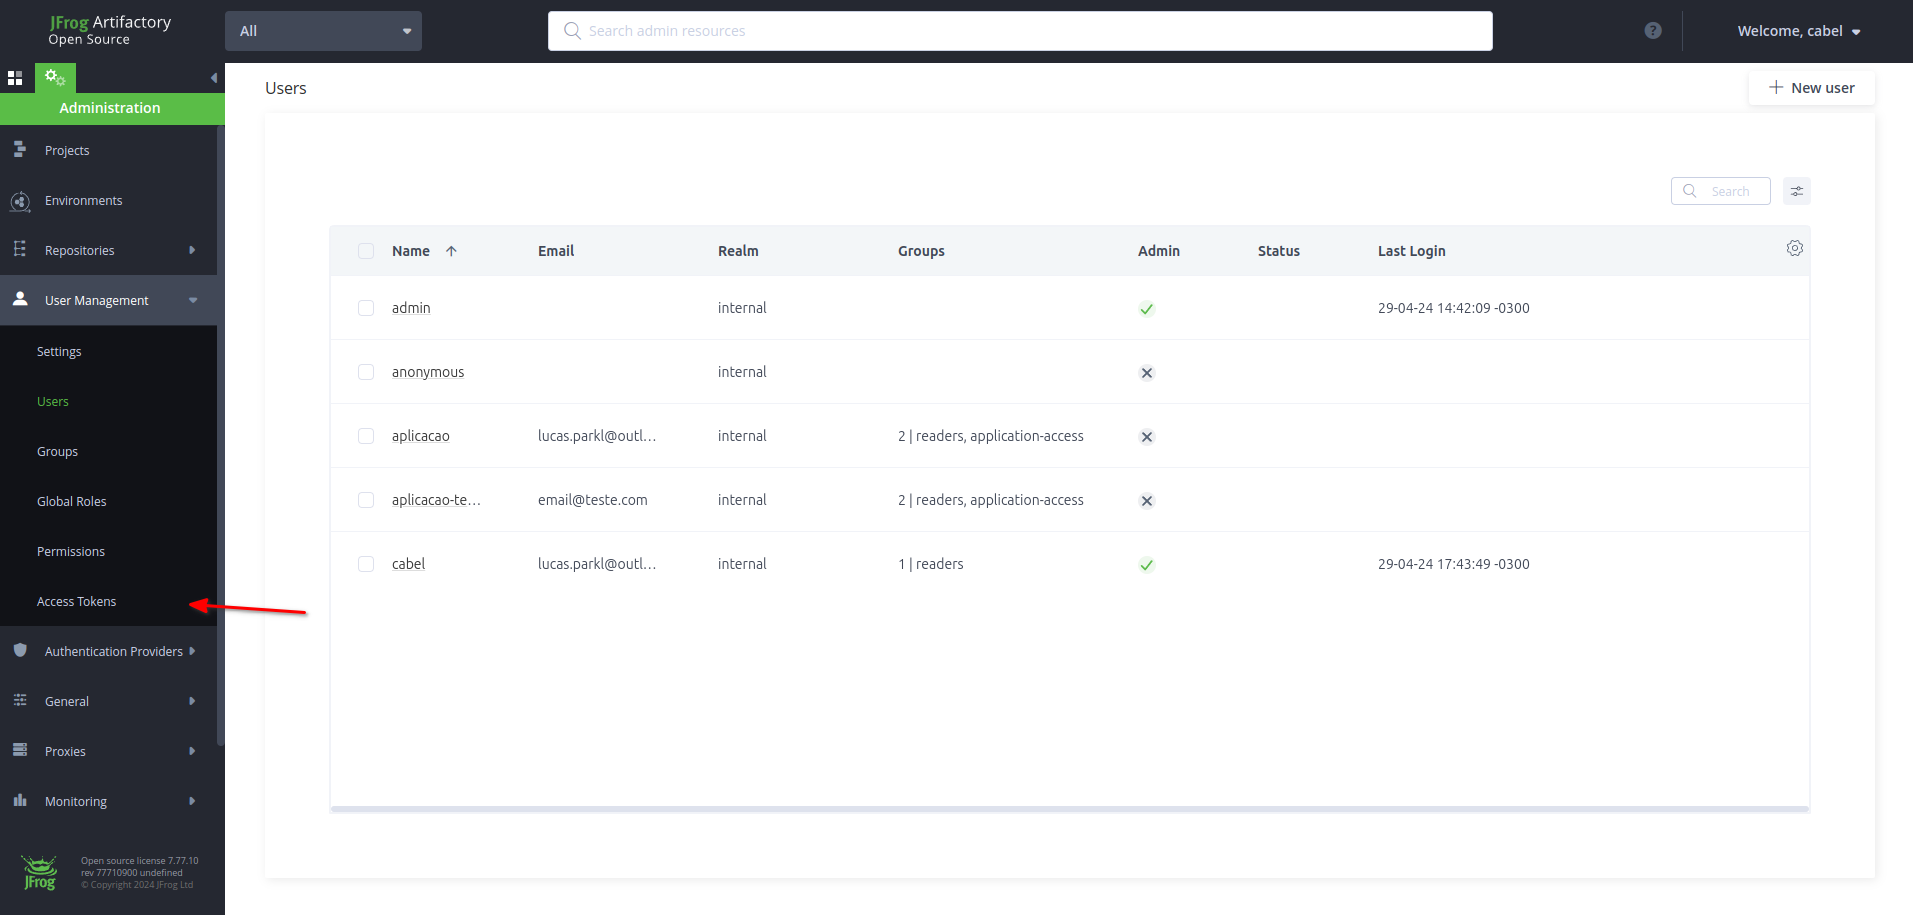 JFrog Artifactory
Open Source
All
Search admin resources
?
Welcome, cabel
Administration
Users
New user
Projects
Environments
Repositories
User Management
Settings
Users
Groups
Global Roles
Permissions
Access Tokens
Authentication Providers
General
Proxies
Monitoring
JFrog
Open source license 7.77.10
rev 77710900 undefined
© Copyright 2024 JFrog Ltd
Search
Name Email Realm Groups Admin Status Last Login
admin internal 29-04-24 14:42:09 -0300
anonymous internal
aplicacao lucas.parkl@outl... internal 2 | readers, application-access
aplicacao-te... email@teste.com internal 2 | readers, application-access
cabel lucas.parkl@outl... internal 1 | readers 29-04-24 17:43:49 -0300